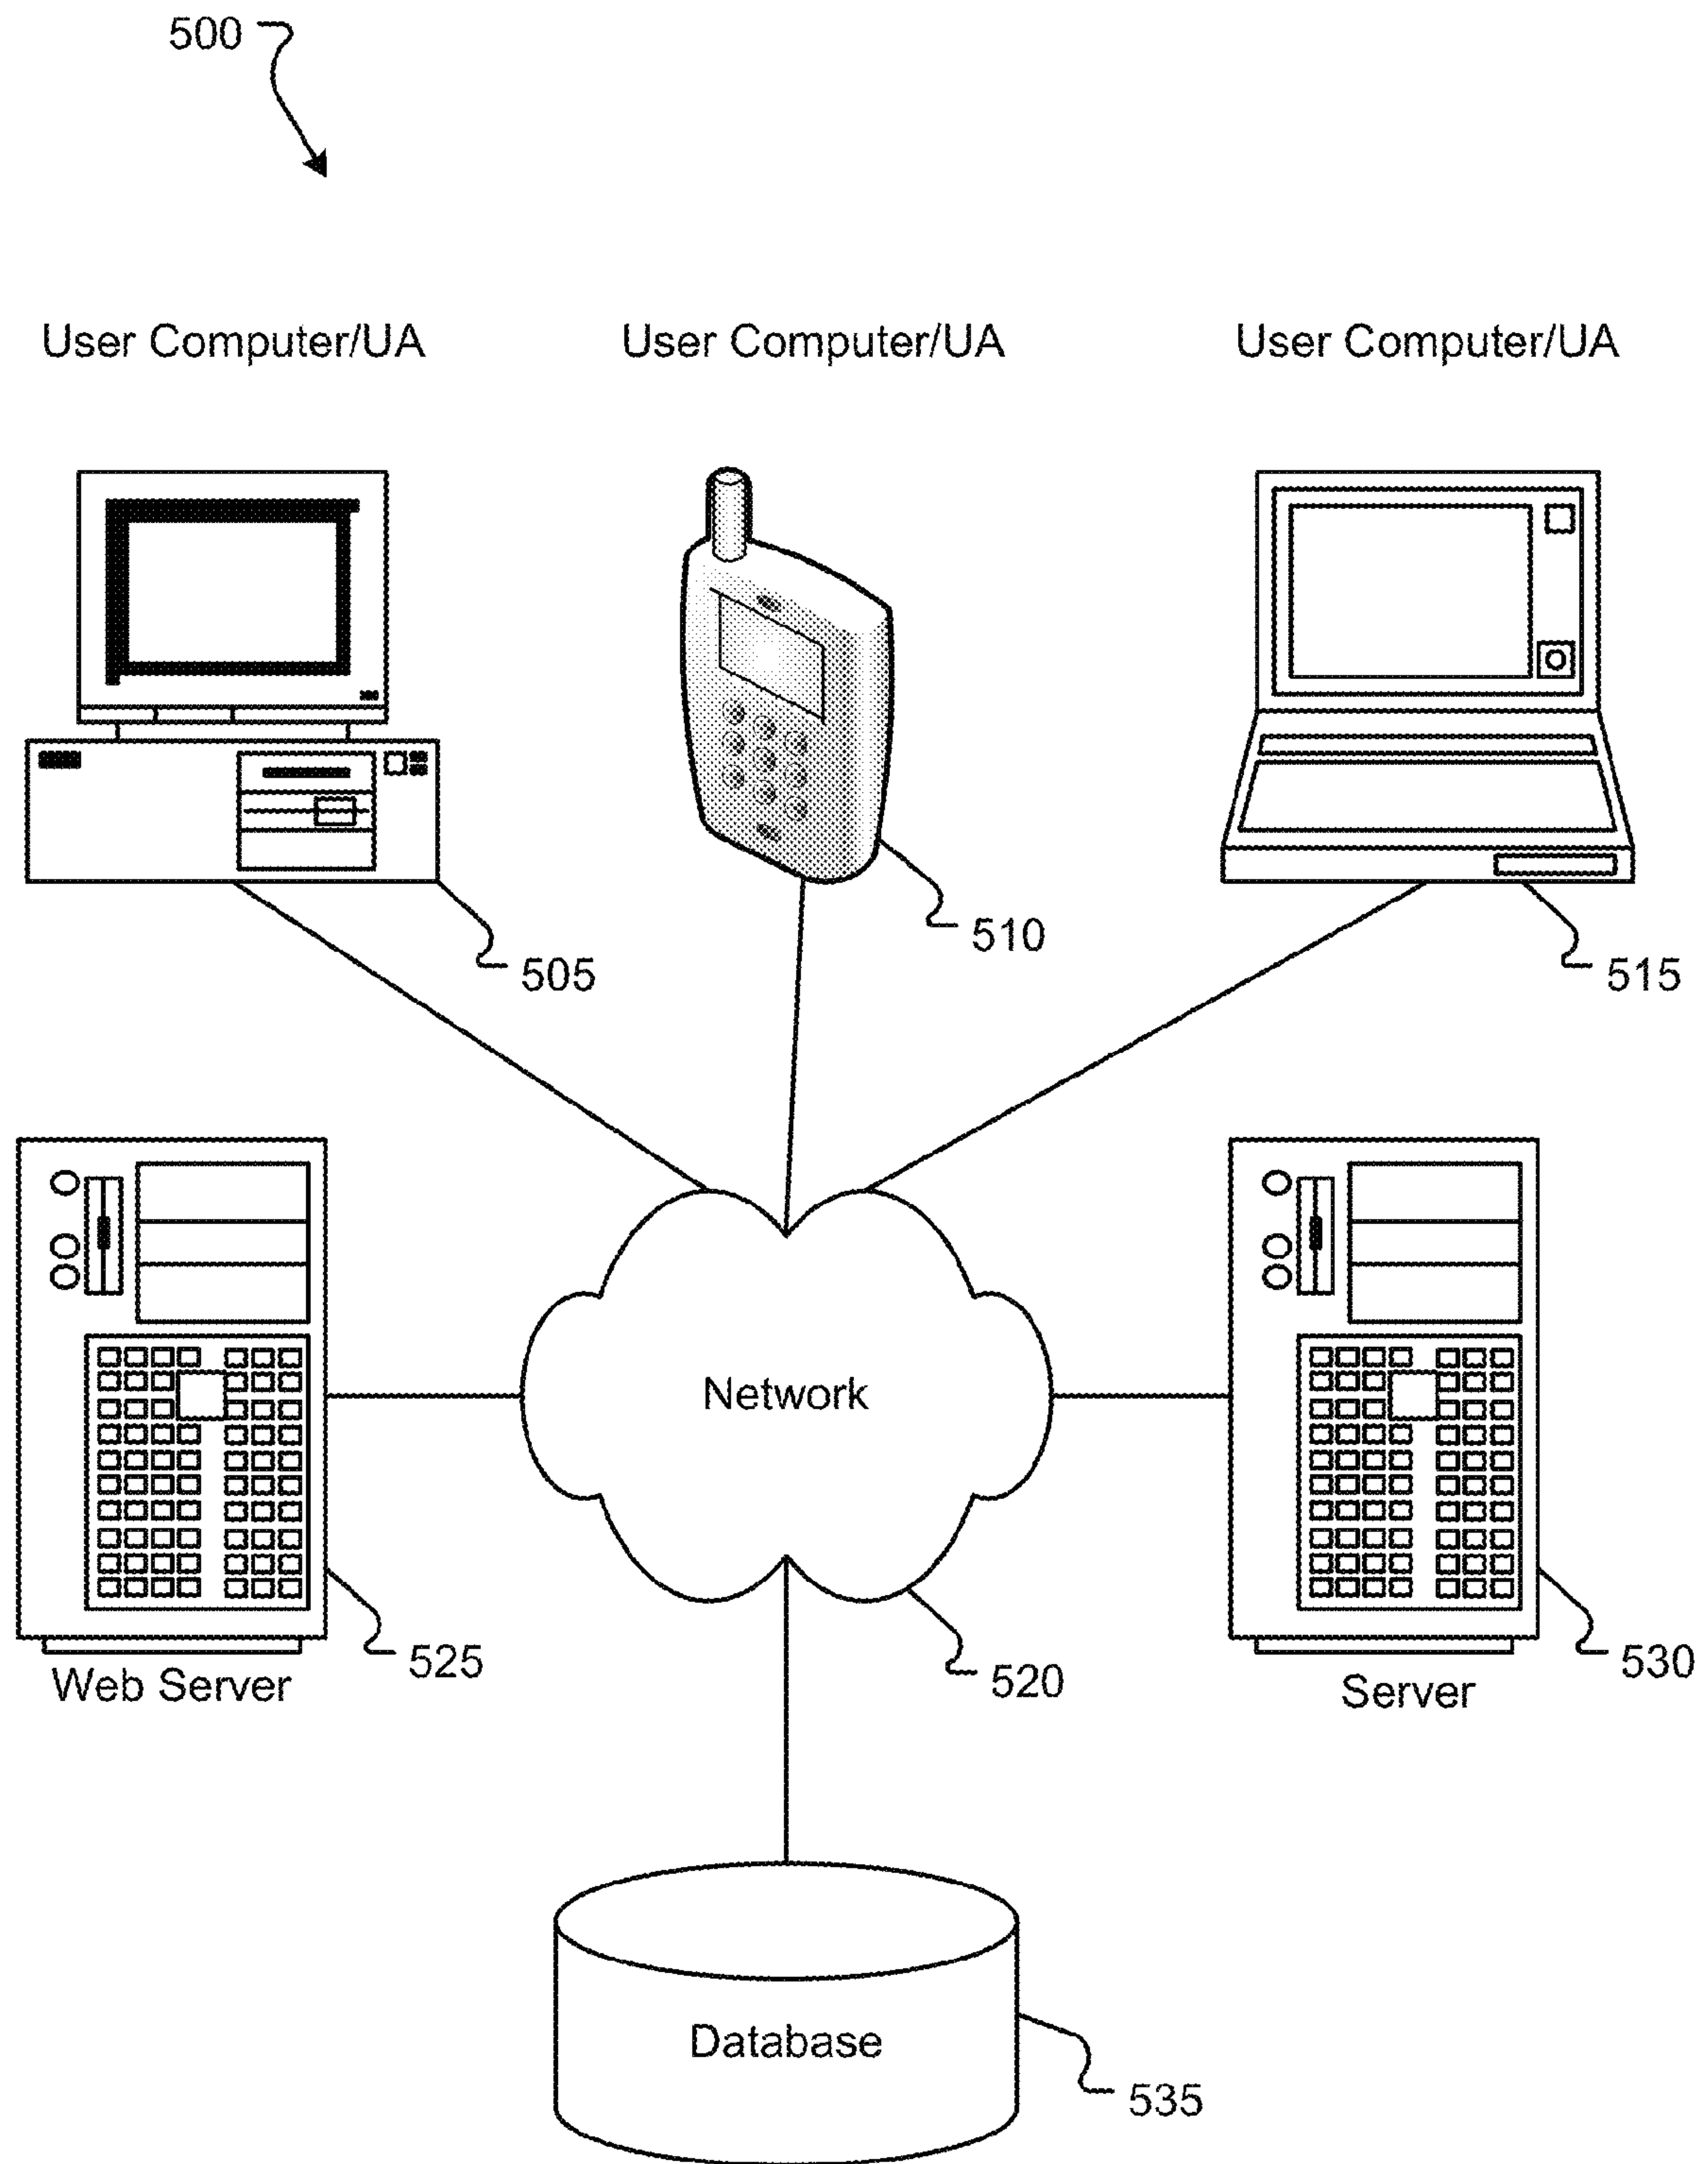 500
User Computer/UA
User Computer/UA
User Computer/UA
510
505
515
Network
525
520
530
Web Server
Server
Database
535